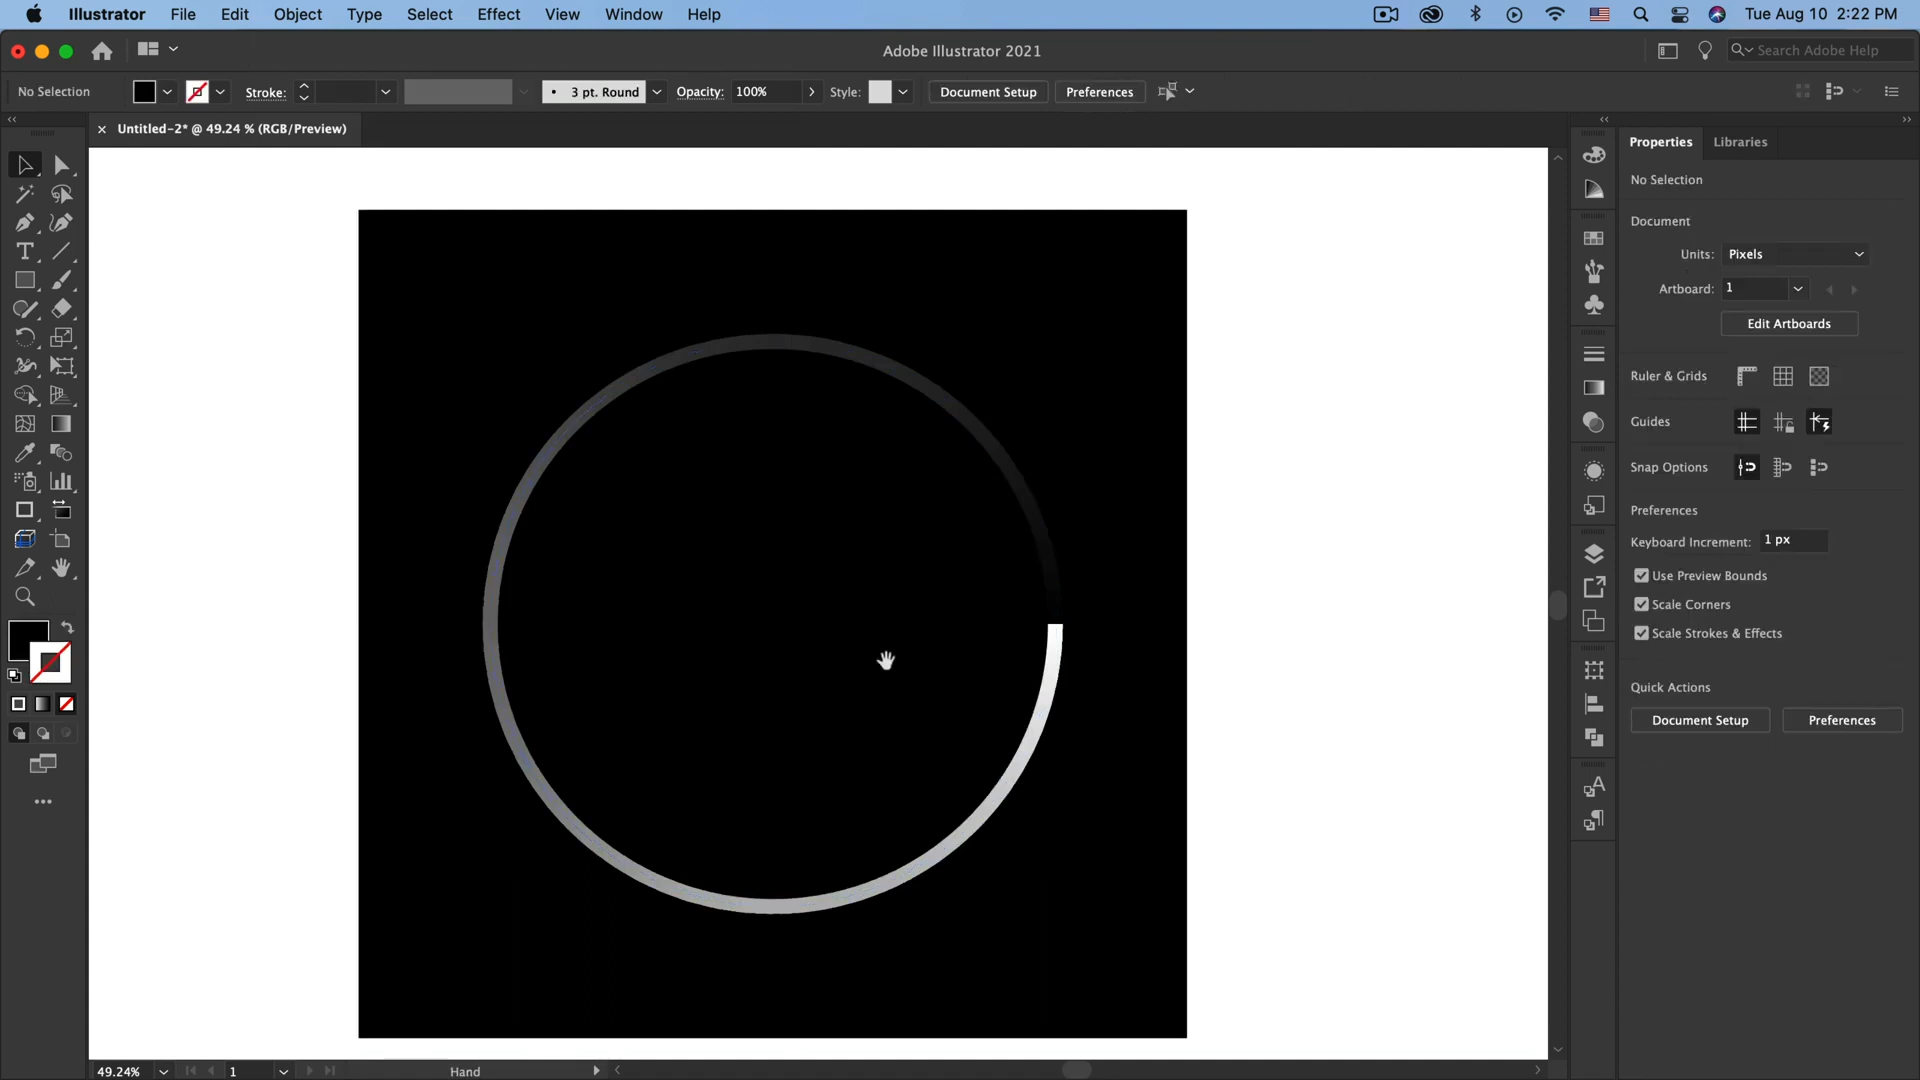 Illustrator File Edit Object Type Select Effect View Window Help Tue Aug 10 2:22 PM
Adobe Illustrator 2021 Search Adobe Help
No Selection Stroke: 3 pt. Round Opacity: 100% Style: Document Setup Preferences
Untitled-2* @ 49.24 % (RGB/Preview)
Properties Libraries
No Selection
Document
Units: Pixels
Artboard: 1
Edit Artboards
Ruler & Grids
Guides
Snap Options
Preferences
Keyboard Increment: 1 px
Use Preview Bounds
Scale Corners
Scale Strokes & Effects
Quick Actions
Document Setup Preferences
49.24% 1 Hand